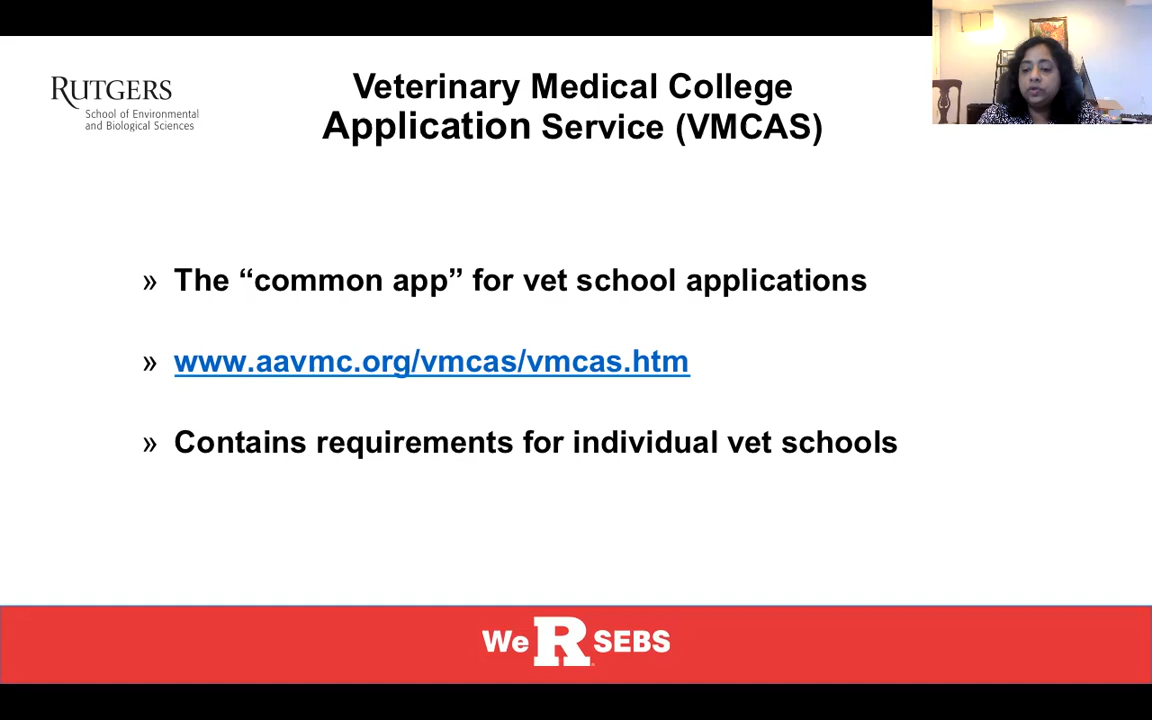 RUTGERS
School of Environmental
and Biological Sciences
Veterinary Medical College
Application Service (VMCAS)
» The “common app” for vet school applications
» www.aavmc.org/vmcas/vmcas.htm
» Contains requirements for individual vet schools
We R SEBS